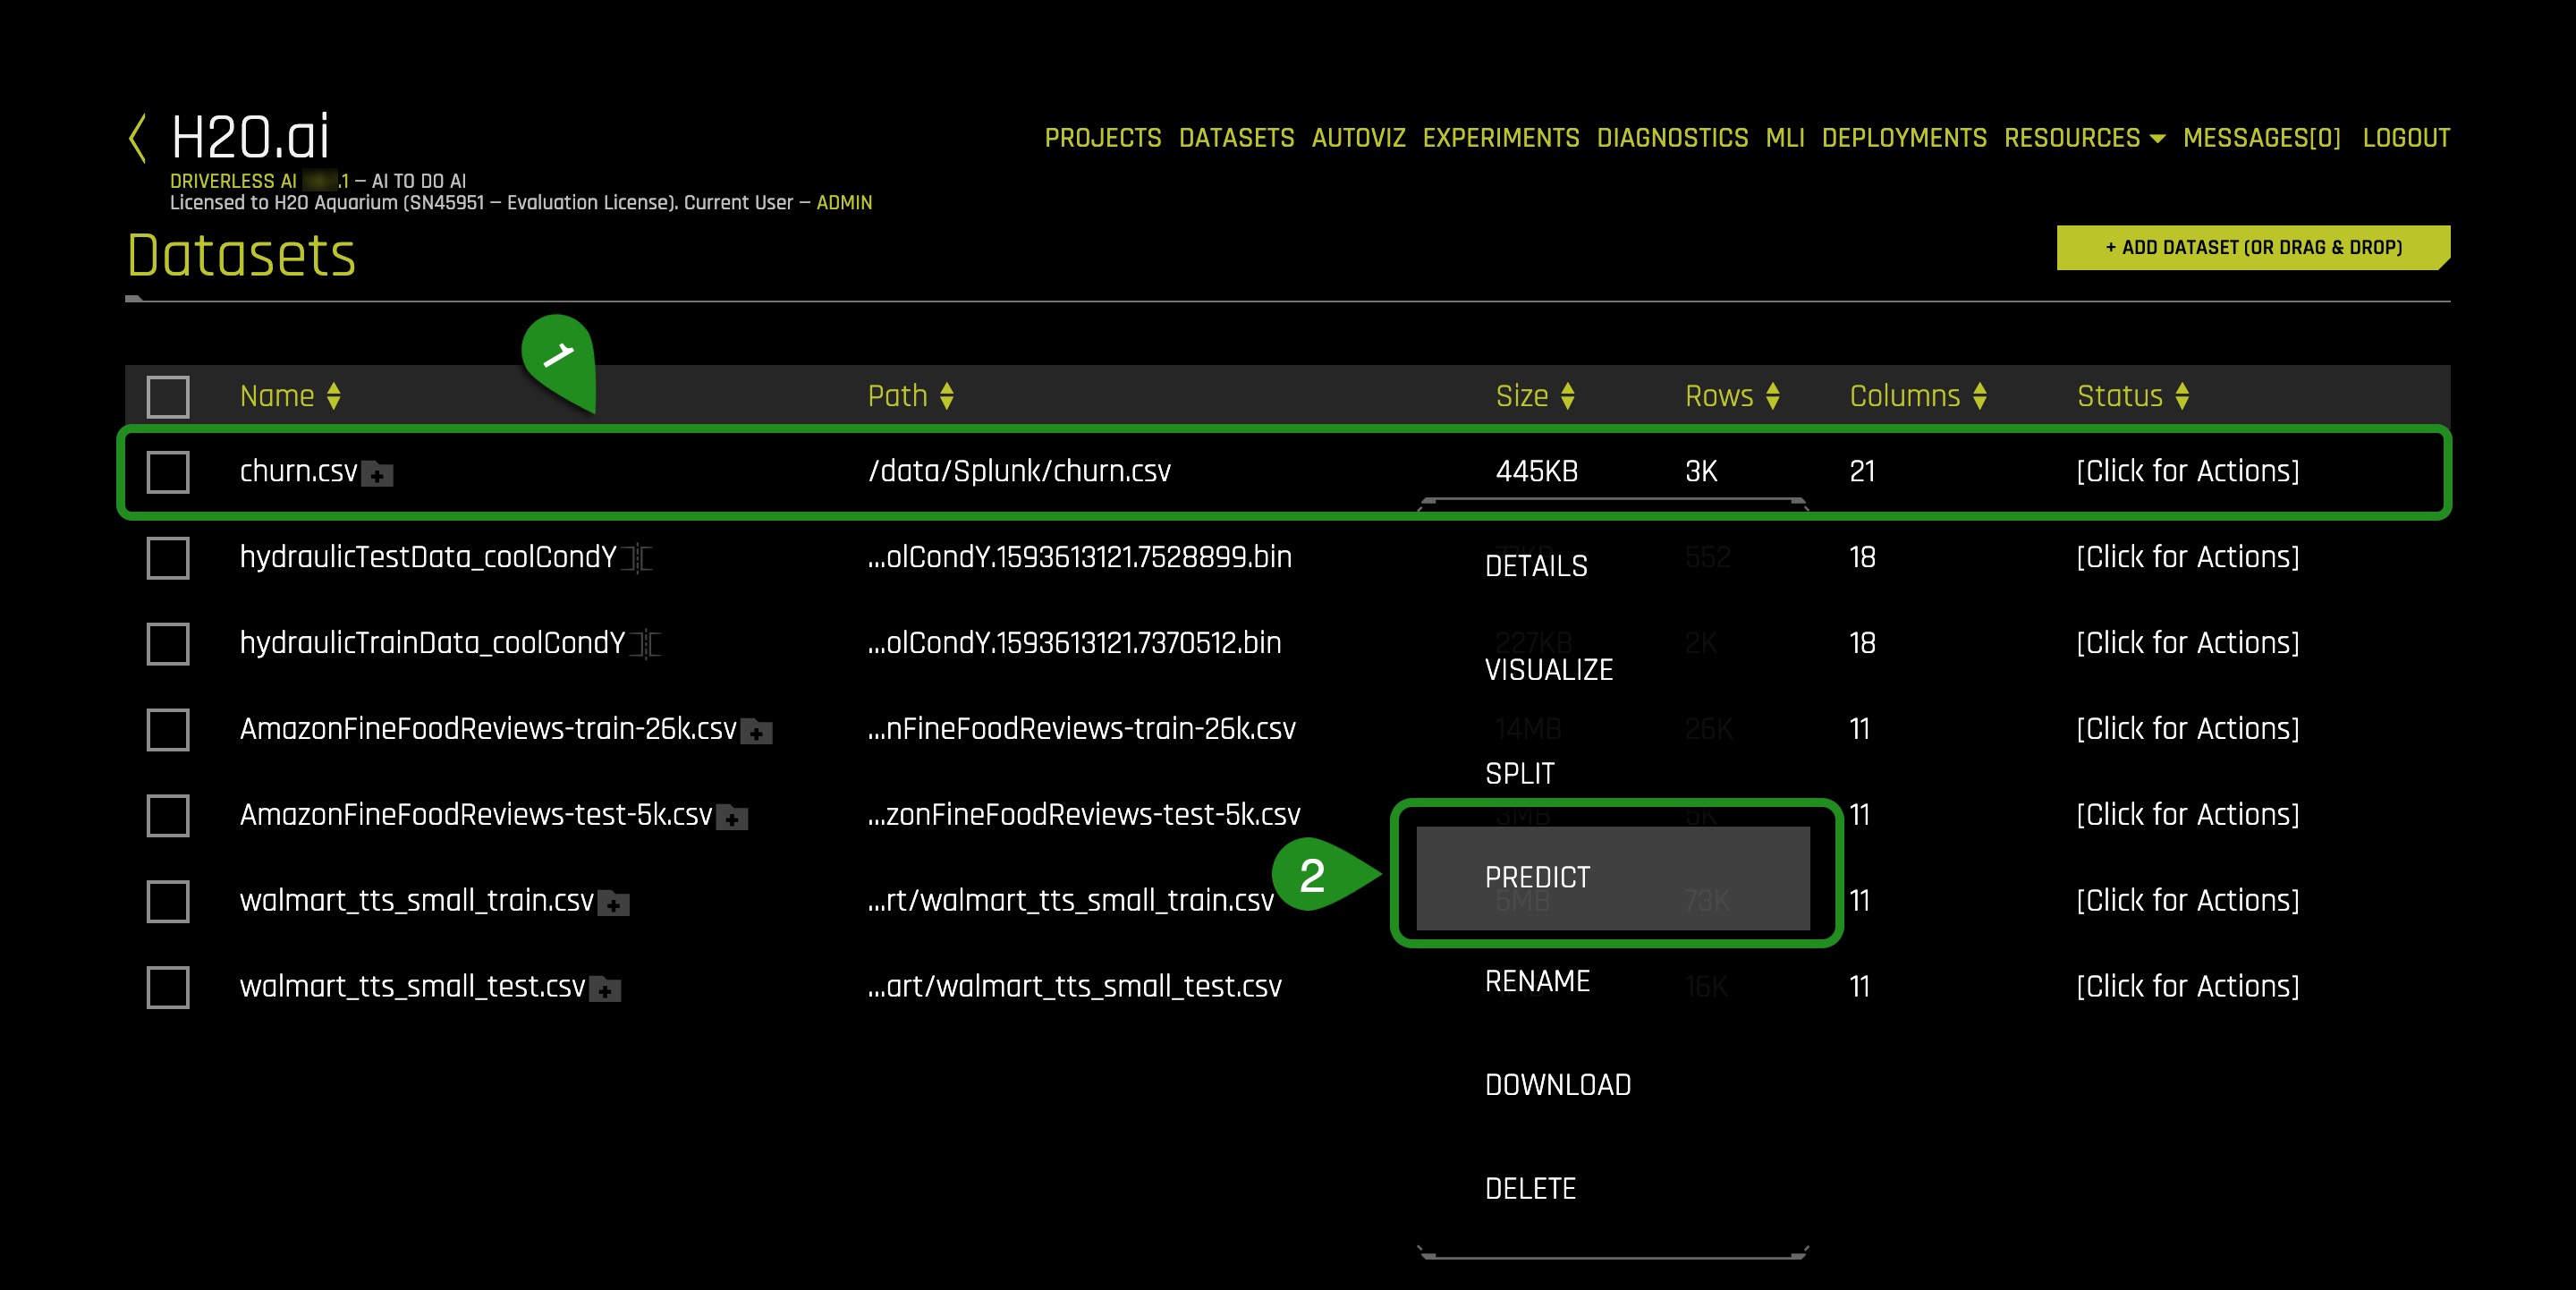 H2O.ai
PROJECTS DATASETS AUTOVIZ EXPERIMENTS DIAGNOSTICS MLI DEPLOYMENTS RESOURCES MESSAGES[0] LOGOUT
DRIVERLESS AI .1 – AI TO DO AI
Licensed to H2O Aquarium (SN45951 – Evaluation License). Current User – ADMIN
Datasets
+ ADD DATASET (OR DRAG & DROP)
1
Name Path Size Rows Columns Status
churn.csv /data/Splunk/churn.csv 445KB 3K 21 [Click for Actions]
hydraulicTestData_coolCondY ...olCondY.1593613121.7528899.bin 552 18 [Click for Actions]
DETAILS
hydraulicTrainData_coolCondY ...olCondY.1593613121.7370512.bin 227KB 2K 18 [Click for Actions]
VISUALIZE
AmazonFineFoodReviews-train-26k.csv ...nFineFoodReviews-train-26k.csv 14MB 26K 11 [Click for Actions]
SPLIT
AmazonFineFoodReviews-test-5k.csv ...zonFineFoodReviews-test-5k.csv 3MB 5K 11 [Click for Actions]
2
PREDICT
walmart_tts_small_train.csv ...rt/walmart_tts_small_train.csv 5MB 73K 11 [Click for Actions]
RENAME
walmart_tts_small_test.csv ...art/walmart_tts_small_test.csv 16K 11 [Click for Actions]
DOWNLOAD
DELETE